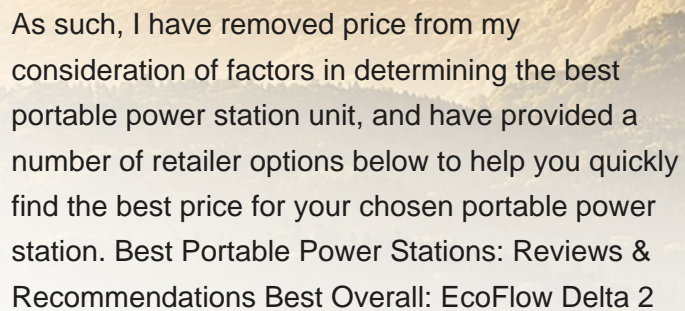 As such, I have removed price from my
consideration of factors in determining the best
portable power station unit, and have provided a
number of retailer options below to help you quickly
find the best price for your chosen portable power
station. Best Portable Power Stations: Reviews &
Recommendations Best Overall: EcoFlow Delta 2